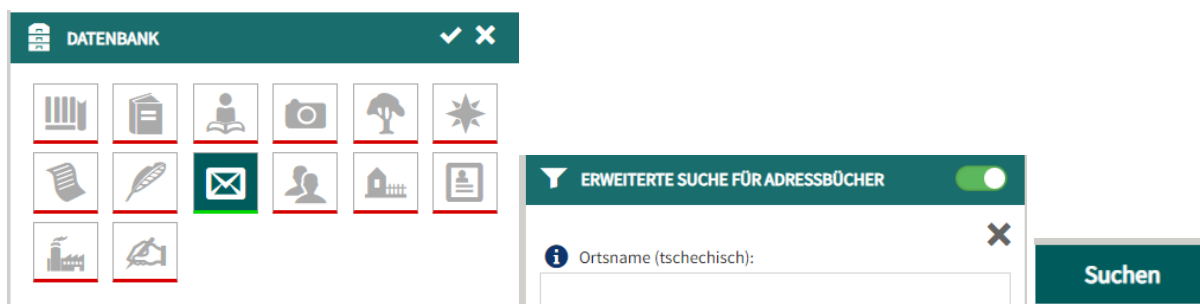 DATENBANK
ERWEITERTE SUCHE FÜR ADRESSBÜCHER
Ortsname (tschechisch):
Suchen